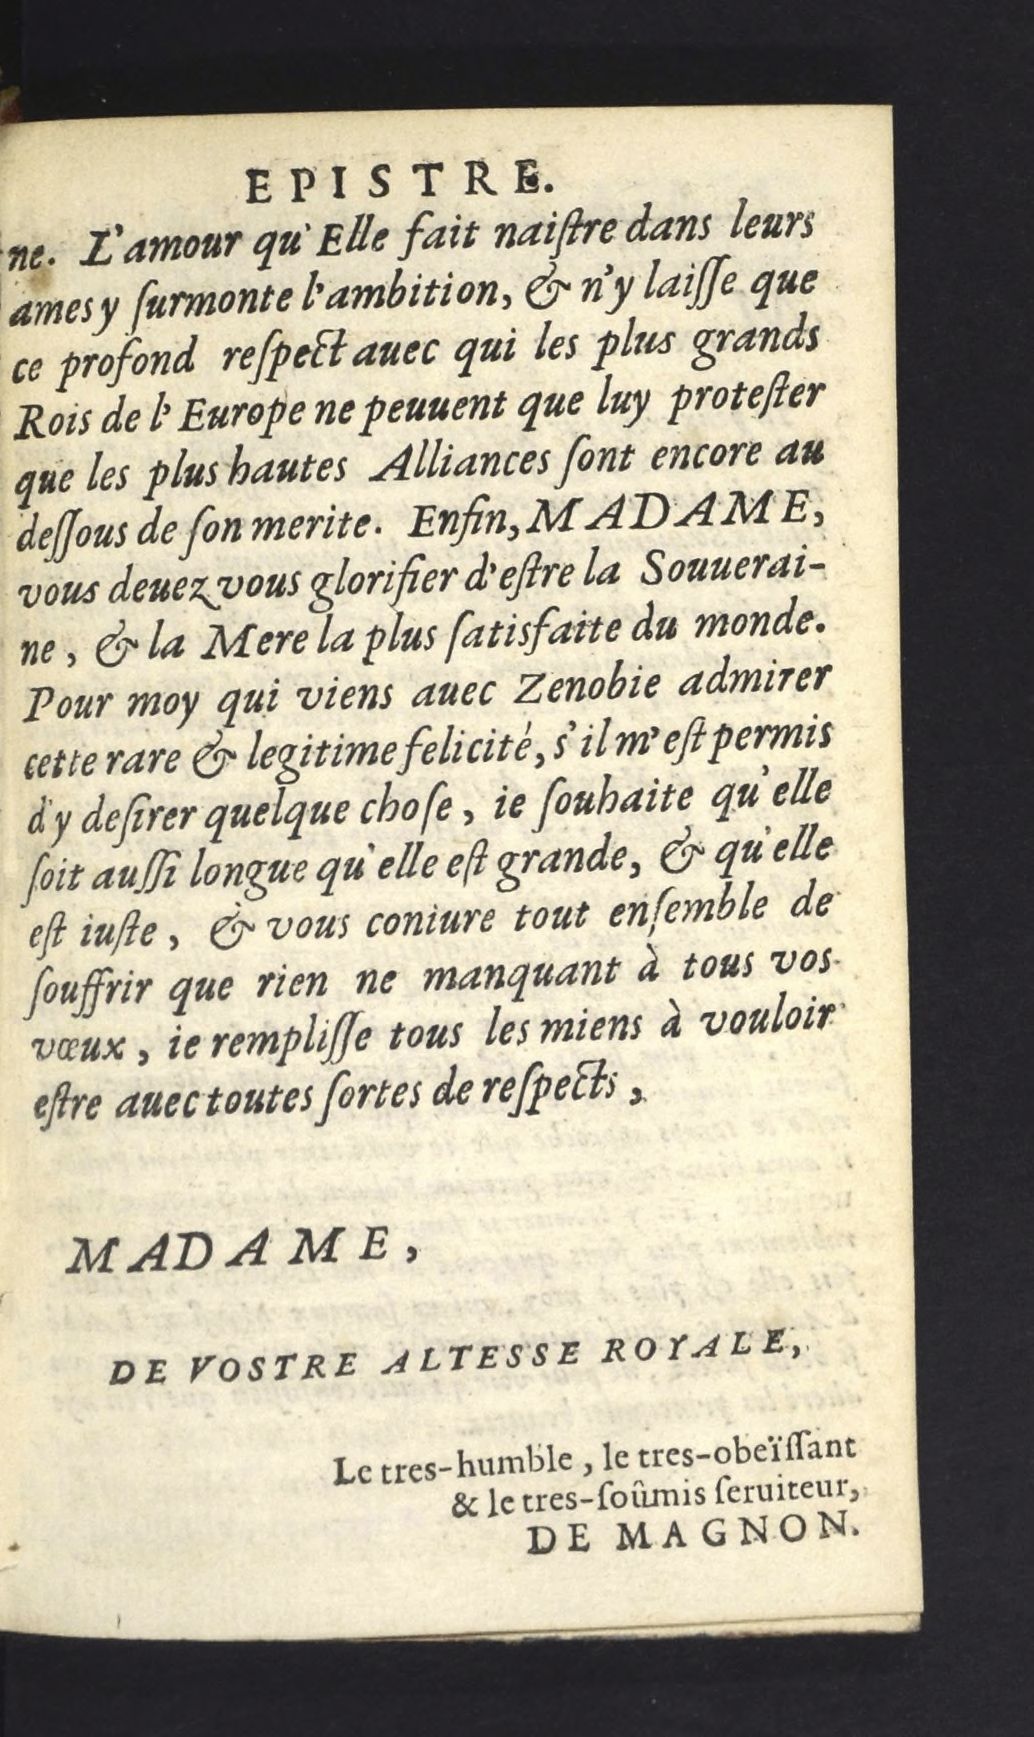 EPISTRE.
ne. L'amour qu'Elle fait naiſtre dans leurs
ames y ſurmonte l'ambition, & n'y laiſſe que
ce profond reſpect auec qui les plus grands
Rois de l'Europe ne peuuent que luy proteſter
que les plus hautes Alliances ſont encore au
deſſous de ſon merite. Enfin, MADAME,
vous deuez vous glorifier d'eſtre la Souuerai-
ne, & la Mere la plus ſatisfaite du monde.
Pour moy qui viens auec Zenobie admirer
cette rare & legitime felicité, s'il m'eſt permis
d'y deſirer quelque choſe, ie ſouhaite qu'elle
ſoit auſſi longue qu'elle eſt grande, & qu'elle
eſt iuſte, & vous coniure tout enſemble de
ſouffrir que rien ne manquant à tous vos
vœux, ie rempliſſe tous les miens à vouloir
eſtre auec toutes ſortes de reſpects,
MADAME,
DE VOSTRE ALTESSE ROYALE,
Le tres-humble, le tres-obeïſſant
& le tres-ſoûmis ſeruiteur,
DE MAGNON.